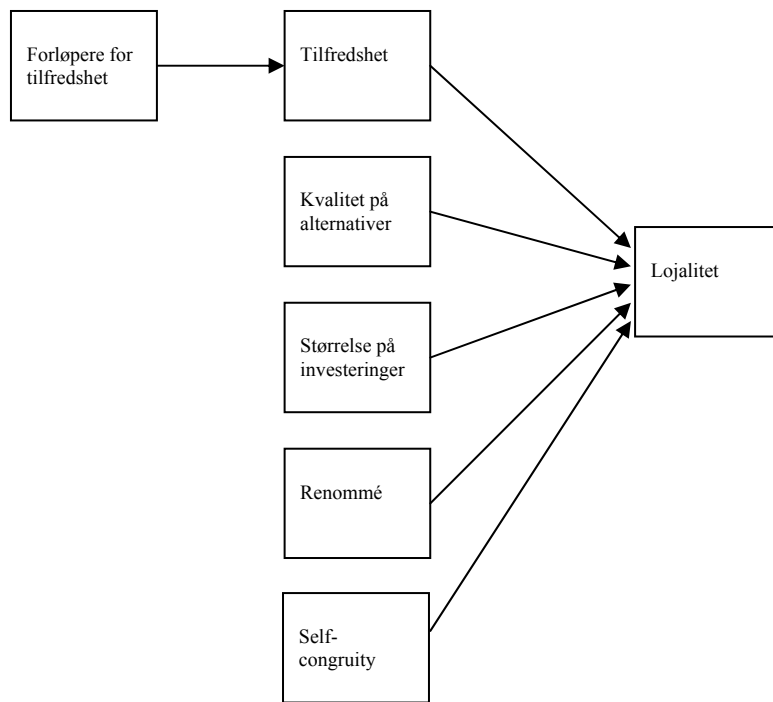 Forløpere for
tilfredshet
Tilfredshet
Kvalitet på
alternativer
Størrelse på
investeringer
Renommé
Self-
congruity
Lojalitet